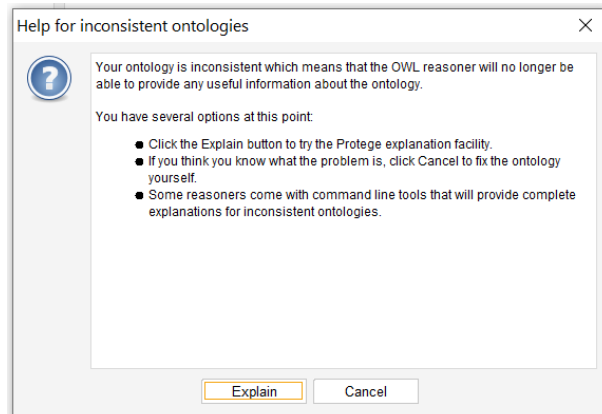 Help for inconsistent ontologies
Your ontology is inconsistent which means that the OWL reasoner will no longer be
able to provide any useful information about the ontology.
You have several options at this point:
● Click the Explain button to try the Protege explanation facility.
● If you think you know what the problem is, click Cancel to fix the ontology
yourself.
● Some reasoners come with command line tools that will provide complete
explanations for inconsistent ontologies.
Explain
Cancel